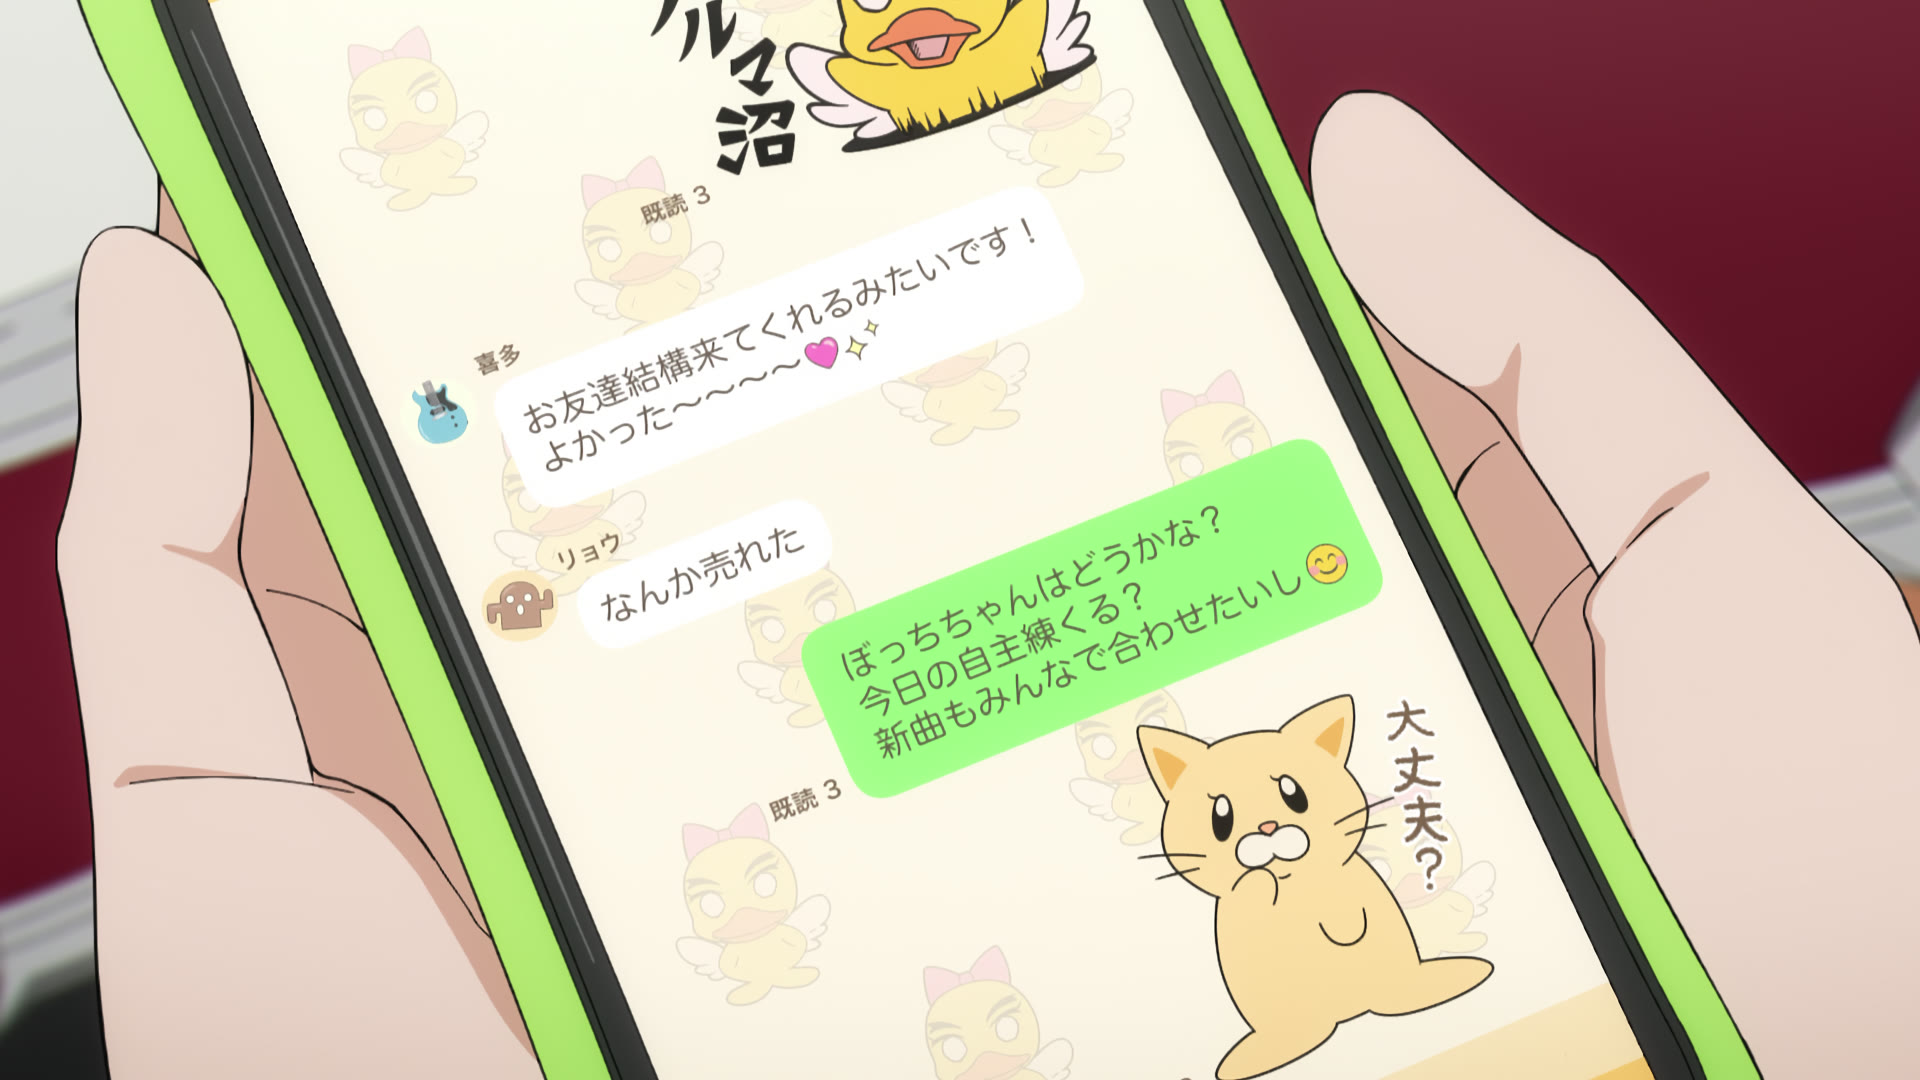 ルマ沼
既読 3
喜多
お友達結構来てくれるみたいです！
よかった〜〜〜〜💗✨
リョウ
なんか売れた
ぼっちちゃんはどうかな？
今日の自主練くる？
新曲もみんなで合わせたいし😊
既読 3
大丈夫？